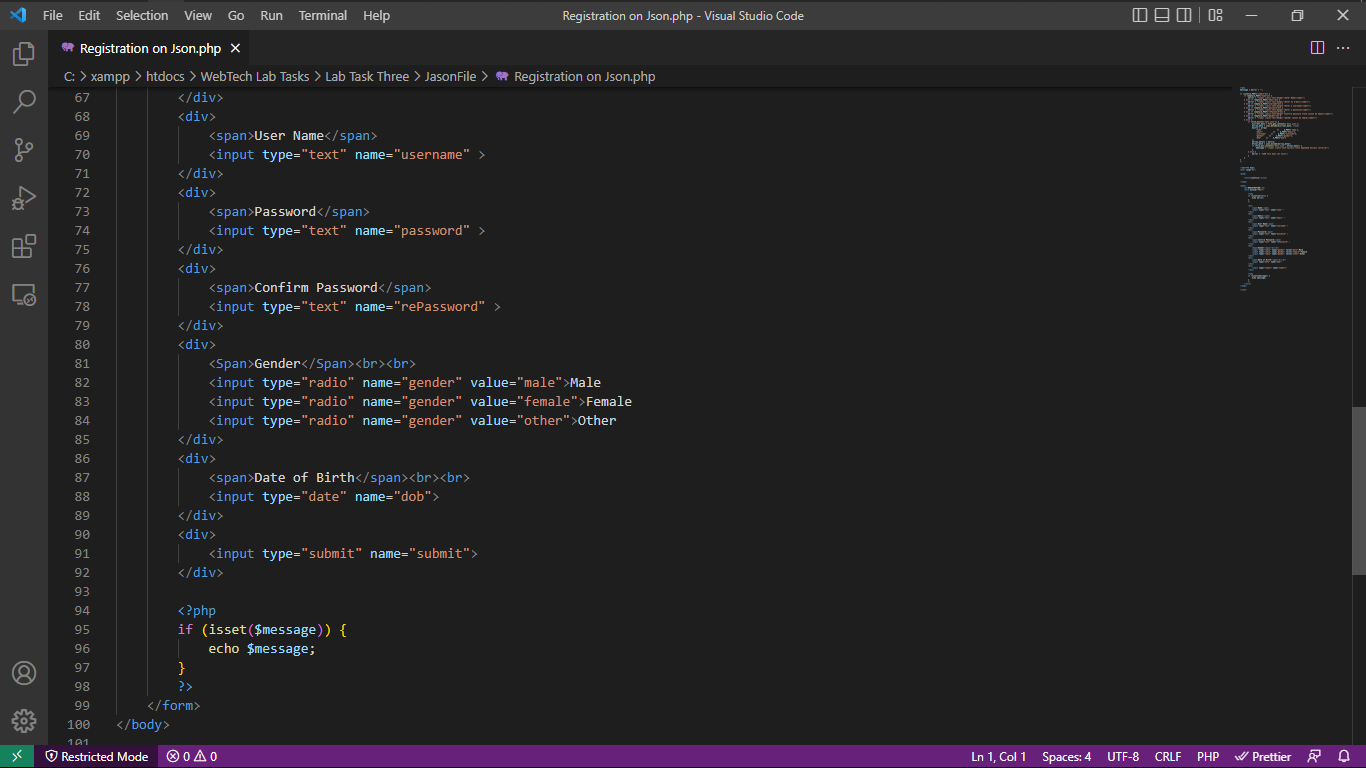 File Edit Selection View Go Run Terminal Help Registration on Json.php - Visual Studio Code
Registration on Json.php
C: > xampp > htdocs > WebTech Lab Tasks > Lab Task Three > JasonFile > Registration on Json.php
67 </div>
68 <div>
69 <span>User Name</span>
70 <input type="text" name="username" >
71 </div>
72 <div>
73 <span>Password</span>
74 <input type="text" name="password" >
75 </div>
76 <div>
77 <span>Confirm Password</span>
78 <input type="text" name="rePassword" >
79 </div>
80 <div>
81 <Span>Gender</Span><br><br>
82 <input type="radio" name="gender" value="male">Male
83 <input type="radio" name="gender" value="female">Female
84 <input type="radio" name="gender" value="other">Other
85 </div>
86 <div>
87 <span>Date of Birth</span><br><br>
88 <input type="date" name="dob">
89 </div>
90 <div>
91 <input type="submit" name="submit">
92 </div>
93
94 <?php
95 if (isset($message)) {
96 echo $message;
97 }
98 ?>
99 </form>
100 </body>
101
Restricted Mode 0 0 Ln 1, Col 1 Spaces: 4 UTF-8 CRLF PHP Prettier